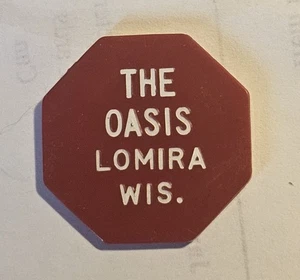 THE
OASIS
LOMIRA
WIS.